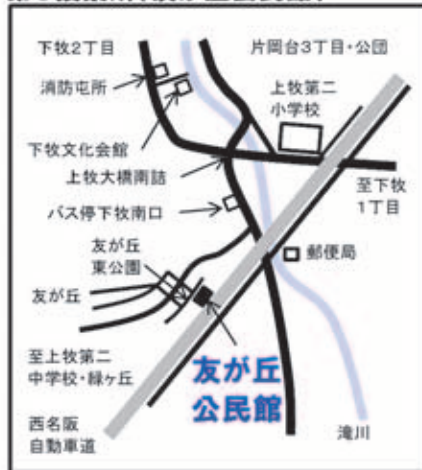 下牧2丁目
片岡台3丁目・公団
消防屯所
上牧第二
小学校
下牧文化会館
上牧大橋南詰
至下牧
1丁目
バス停下牧南口
友が丘
東公園
郵便局
友が丘
至上牧第二
中学校・緑ヶ丘
友が丘
公民館
西名阪
自動車道
滝川